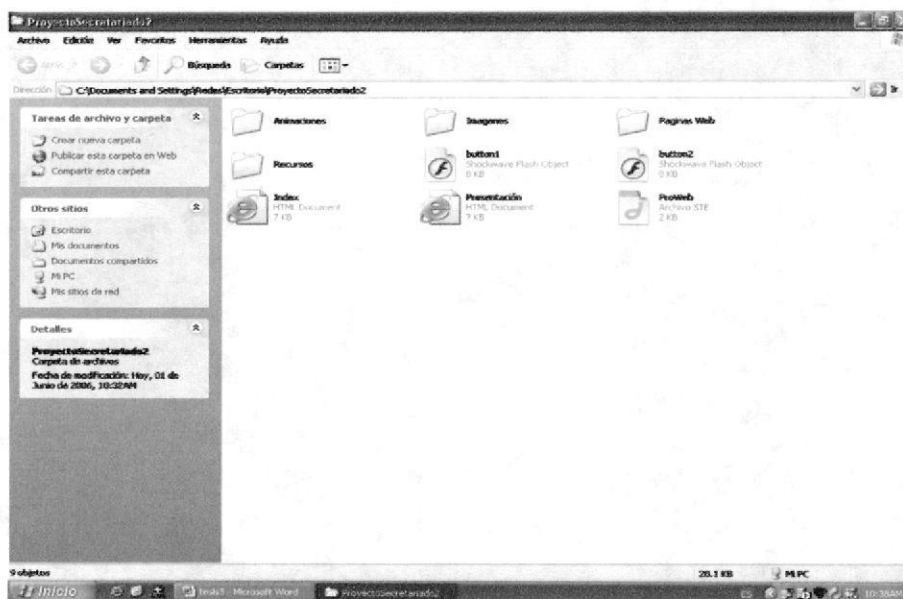 ProyectoSecretariado2
Archivo Edición Ver Favoritos Herramientas Ayuda
Búsqueda Carpetas
Dirección C:\Documents and Settings\Redes\Escritorio\ProyectoSecretariado2
Tareas de archivo y carpeta
Crear nueva carpeta
Publicar esta carpeta en Web
Compartir esta carpeta
Otros sitios
Escritorio
Mis documentos
Documentos compartidos
Mi PC
Mis sitios de red
Detalles
ProyectoSecretariado2
Carpeta de archivos
Fecha de modificación: Hoy, 01 de
Junio de 2006, 10:32AM
Animaciones
Imagenes
Paginas Web
Recursos
button1
Shockwave Flash Object
8 KB
button2
Shockwave Flash Object
8 KB
Index
HTML Document
7 KB
Presentación
HTML Document
7 KB
ProWeb
Archivo STE
2 KB
9 objetos
28.1 KB
Mi PC
Inicio
Microsoft Word
ProyectoSecretariado2
ES
10:38AM